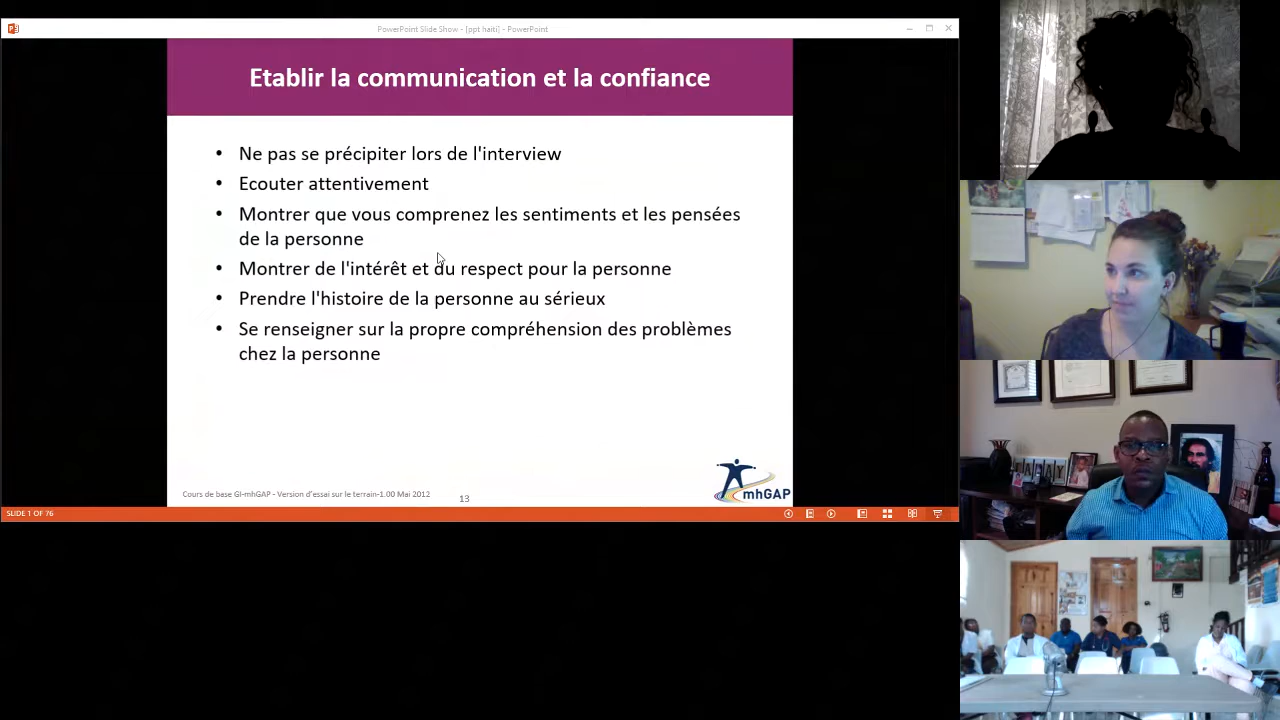 PowerPoint Slide Show - [ppt haiti] - PowerPoint
Etablir la communication et la confiance
• Ne pas se précipiter lors de l'interview
• Ecouter attentivement
• Montrer que vous comprenez les sentiments et les pensées
de la personne
• Montrer de l'intérêt et du respect pour la personne
• Prendre l'histoire de la personne au sérieux
• Se renseigner sur la propre compréhension des problèmes
chez la personne
Cours de base GI-mhGAP - Version d'essai sur le terrain-1.00 Mai 2012
13
mhGAP
SLIDE 1 OF 76